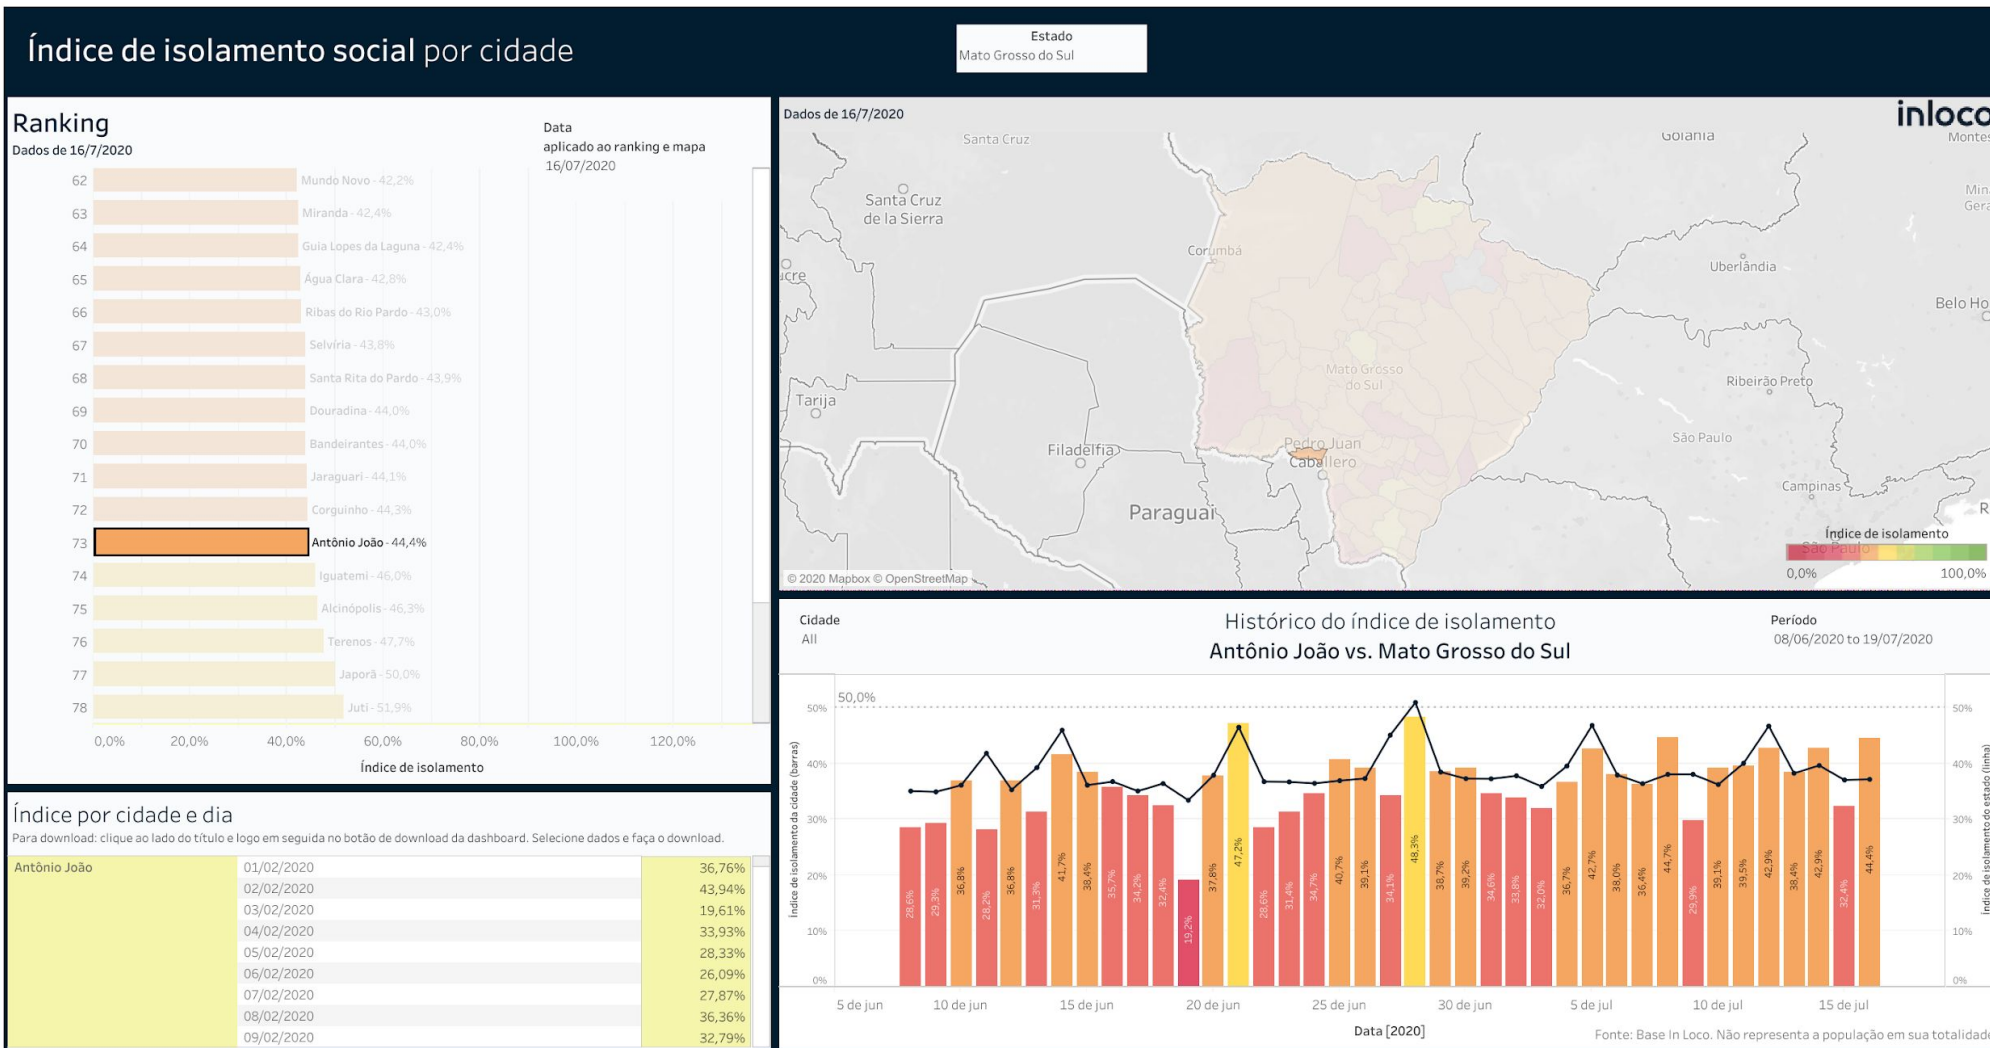 Índice de isolamento social por cidade
Estado
Mato Grosso do Sul
Ranking
Dados de 16/7/2020
Data
aplicado ao ranking e mapa
16/07/2020
62 Mundo Novo - 42,2%
63 Miranda - 42,4%
64 Guia Lopes da Laguna - 42,4%
65 Água Clara - 42,8%
66 Ribas do Rio Pardo - 43,0%
67 Selvíria - 43,8%
68 Santa Rita do Pardo - 43,9%
69 Douradina - 44,0%
70 Bandeirantes - 44,0%
71 Jaraguari - 44,1%
72 Corguinho - 44,3%
73 Antônio João - 44,4%
74 Iguatemi - 46,0%
75 Alcinópolis - 46,3%
76 Terenos - 47,7%
77 Japorã - 50,0%
78 Juti - 51,9%
0,0% 20,0% 40,0% 60,0% 80,0% 100,0% 120,0%
Índice de isolamento
Índice por cidade e dia
Para download: clique ao lado do título e logo em seguida no botão de download da dashboard. Selecione dados e faça o download.
Antônio João 01/02/2020 36,76%
02/02/2020 43,94%
03/02/2020 19,61%
04/02/2020 33,93%
05/02/2020 28,33%
06/02/2020 26,09%
07/02/2020 27,87%
08/02/2020 36,36%
09/02/2020 32,79%
Dados de 16/7/2020
inloco
Santa Cruz
Goiânia
Montes
Santa Cruz
de la Sierra
Min
Gera
Corumbá
ucre
Uberlândia
Belo Ho
Mato Grosso
do Sul
Ribeirão Preto
Tarija
São Paulo
Pedro Juan
Caballero
Filadélfia
Campinas
Paraguai
R
Índice de isolamento
São Paulo
0,0% 100,0%
© 2020 Mapbox © OpenStreetMap
Cidade
All
Histórico do índice de isolamento
Antônio João vs. Mato Grosso do Sul
Período
08/06/2020 to 19/07/2020
Índice de isolamento da cidade (barras)
50%
40%
30%
20%
10%
0%
50,0%
28,6% 29,3% 36,8% 28,2% 36,8% 31,3% 41,7% 38,4% 35,7% 34,2% 32,4% 19,2% 37,8% 47,2% 28,6% 31,4% 34,7% 40,7% 39,1% 34,1% 48,3% 38,7% 39,2% 34,6% 33,8% 32,0% 36,7% 42,7% 38,0% 36,4% 44,7% 29,9% 39,1% 39,5% 42,9% 38,4% 42,9% 32,4% 44,4%
50%
40%
30%
20%
10%
0%
Índice de isolamento do estado (linha)
5 de jun 10 de jun 15 de jun 20 de jun 25 de jun 30 de jun 5 de jul 10 de jul 15 de jul
Data [2020]
Fonte: Base In Loco. Não representa a população em sua totalidade